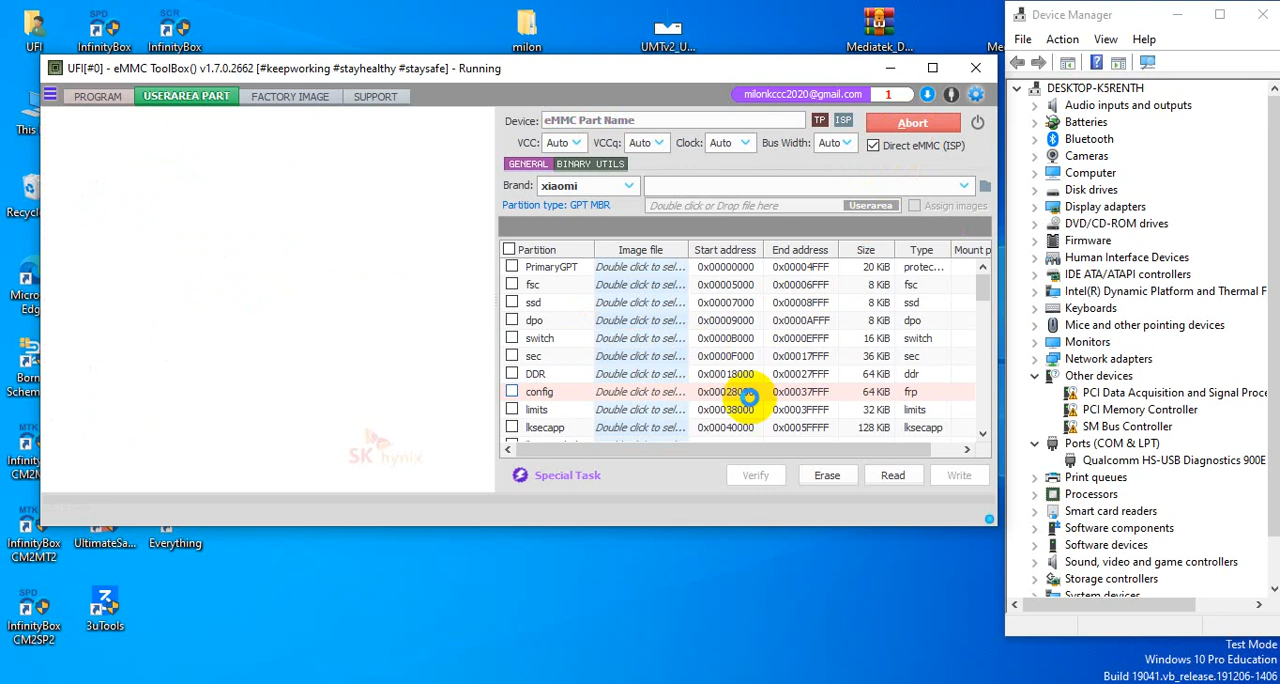 SPD
SCR
UFI
InfinityBox
InfinityBox
milon
UMTv2_U...
Mediatek_D...
UFI[#0] - eMMC ToolBox() v1.7.0.2662 [#keepworking #stayhealthy #staysafe] - Running
PROGRAM
USERAREA PART
FACTORY IMAGE
SUPPORT
milonkccc2020@gmail.com
1
Device:
eMMC Part Name
TP
ISP
Abort
VCC:
Auto
VCCq:
Auto
Clock:
Auto
Bus Width:
Auto
Direct eMMC (ISP)
GENERAL
BINARY UTILS
Brand:
xiaomi
Partition type: GPT MBR
Double click or Drop file here
Userarea
Assign images
Partition Image file Start address End address Size Type Mount p
PrimaryGPT Double click to sel... 0x00000000 0x00004FFF 20 KiB protec...
fsc Double click to sel... 0x00005000 0x00006FFF 8 KiB fsc
ssd Double click to sel... 0x00007000 0x00008FFF 8 KiB ssd
dpo Double click to sel... 0x00009000 0x0000AFFF 8 KiB dpo
switch Double click to sel... 0x0000B000 0x0000EFFF 16 KiB switch
sec Double click to sel... 0x0000F000 0x00017FFF 36 KiB sec
DDR Double click to sel... 0x00018000 0x00027FFF 64 KiB ddr
config Double click to sel... 0x00037FFF 64 KiB frp
limits Double click to sel... 0x00038000 0x0003FFFF 32 KiB limits
lksecapp Double click to sel... 0x00040000 0x0005FFFF 128 KiB lksecapp
Special Task
Verify
Erase
Read
Write
SK hynix
This
Recyc
Micro
Edg
Born
Schem
MTK
CM2M
MTK
InfinityBox
CM2MT2
UltimateSa...
Everything
SPD
InfinityBox
CM2SP2
3uTools
Device Manager
File Action View Help
DESKTOP-K5RENTH
Audio inputs and outputs
Batteries
Bluetooth
Cameras
Computer
Disk drives
Display adapters
DVD/CD-ROM drives
Firmware
Human Interface Devices
IDE ATA/ATAPI controllers
Intel(R) Dynamic Platform and Thermal F
Keyboards
Mice and other pointing devices
Monitors
Network adapters
Other devices
PCI Data Acquisition and Signal Proce
PCI Memory Controller
SM Bus Controller
Ports (COM & LPT)
Qualcomm HS-USB Diagnostics 900E
Print queues
Processors
Smart card readers
Software components
Software devices
Sound, video and game controllers
Storage controllers
System devices
Test Mode
Windows 10 Pro Education
Build 19041.vb_release.191206-1406